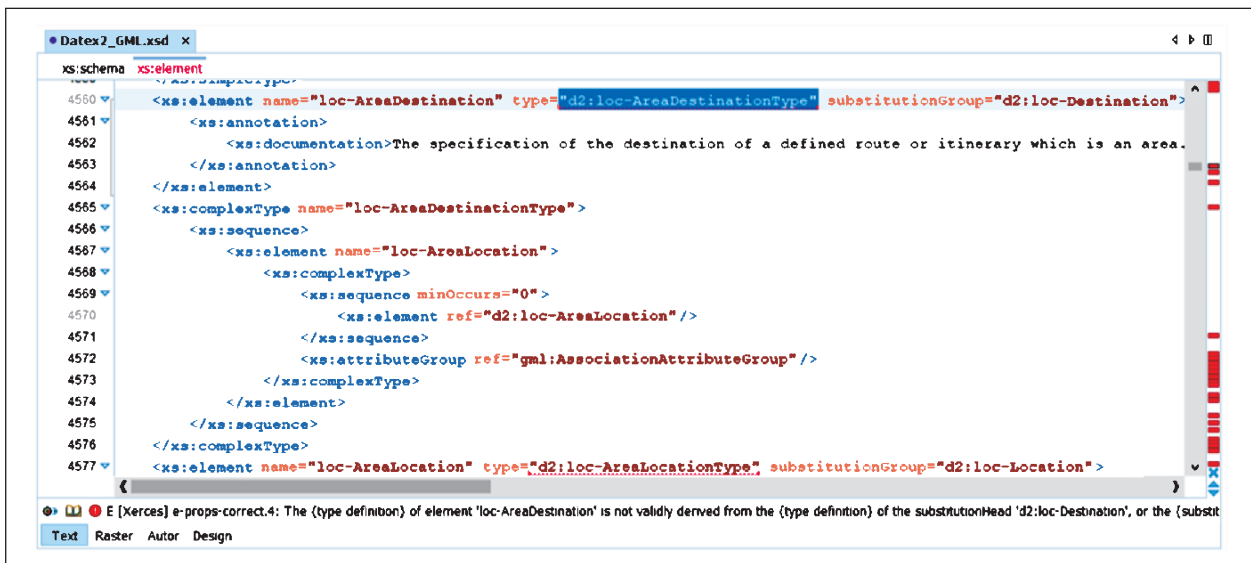 Datex2_GML.xsd ×
xs:schema xs:element
4560 <xs:element name="loc-AreaDestination" type="d2:loc-AreaDestinationType" substitutionGroup="d2:loc-Destination">
4561 <xs:annotation>
4562 <xs:documentation>The specification of the destination of a defined route or itinerary which is an area.
4563 </xs:annotation>
4564 </xs:element>
4565 <xs:complexType name="loc-AreaDestinationType">
4566 <xs:sequence>
4567 <xs:element name="loc-AreaLocation">
4568 <xs:complexType>
4569 <xs:sequence minOccurs="0">
4570 <xs:element ref="d2:loc-AreaLocation"/>
4571 </xs:sequence>
4572 <xs:attributeGroup ref="gml:AssociationAttributeGroup"/>
4573 </xs:complexType>
4574 </xs:element>
4575 </xs:sequence>
4576 </xs:complexType>
4577 <xs:element name="loc-AreaLocation" type="d2:loc-AreaLocationType" substitutionGroup="d2:loc-Location">
E [Xerces] e-props-correct.4: The {type definition} of element 'loc-AreaDestination' is not validly derived from the {type definition} of the substitutionHead 'd2:loc-Destination', or the {substit
Text Raster Autor Design